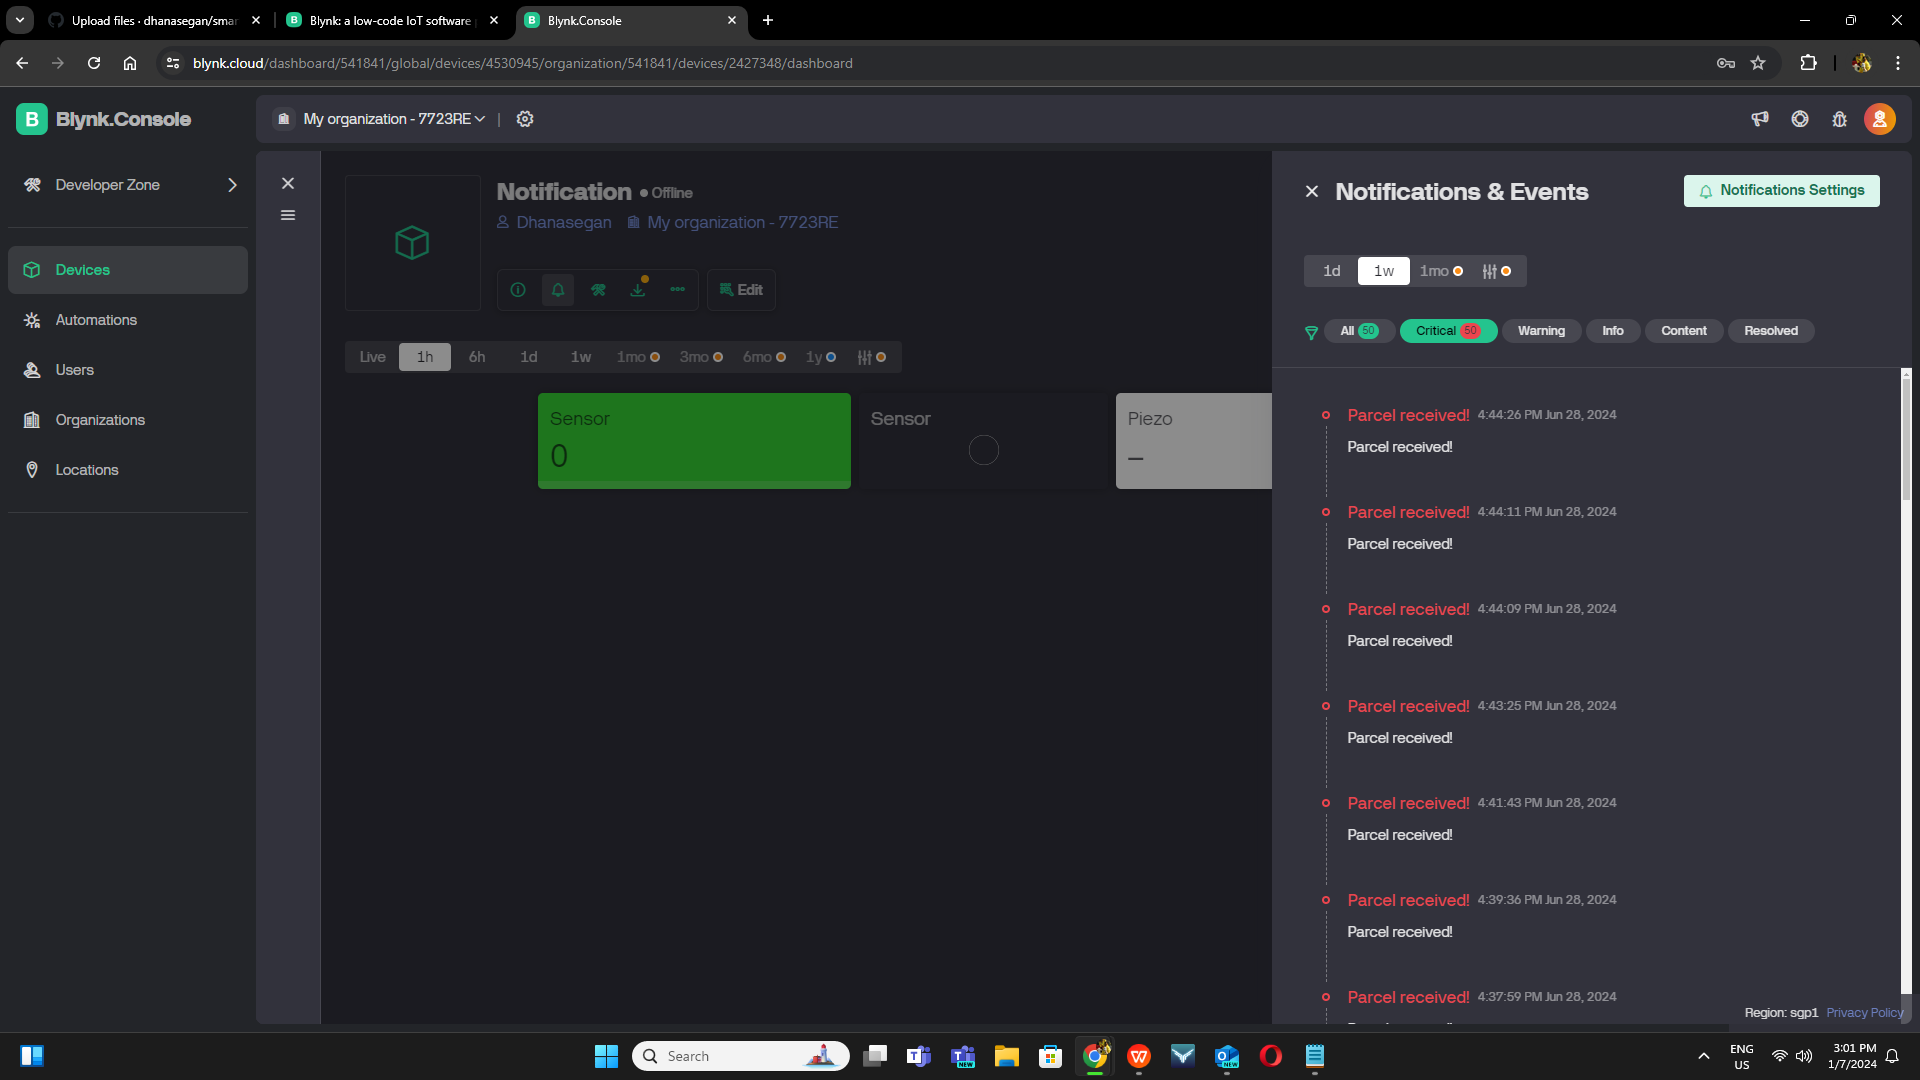 Upload files · dhanasegan/smar
Blynk: a low-code IoT software
Blynk.Console
blynk.cloud/dashboard/541841/global/devices/4530945/organization/541841/devices/2427348/dashboard
B Blynk.Console
My organization - 7723RE
Developer Zone
Devices
Automations
Users
Organizations
Locations
Notification Offline
Dhanasegan My organization - 7723RE
Edit
Live 1h 6h 1d 1w 1mo 3mo 6mo 1y
Sensor
0
Sensor
Piezo
–
Notifications & Events
Notifications Settings
1d 1w 1mo
All 50 Critical 50 Warning Info Content Resolved
Parcel received! 4:44:26 PM Jun 28, 2024
Parcel received!
Parcel received! 4:44:11 PM Jun 28, 2024
Parcel received!
Parcel received! 4:44:09 PM Jun 28, 2024
Parcel received!
Parcel received! 4:43:25 PM Jun 28, 2024
Parcel received!
Parcel received! 4:41:43 PM Jun 28, 2024
Parcel received!
Parcel received! 4:39:36 PM Jun 28, 2024
Parcel received!
Parcel received! 4:37:59 PM Jun 28, 2024
Region: sgp1 Privacy Policy
Search
ENG
US
3:01 PM
1/7/2024